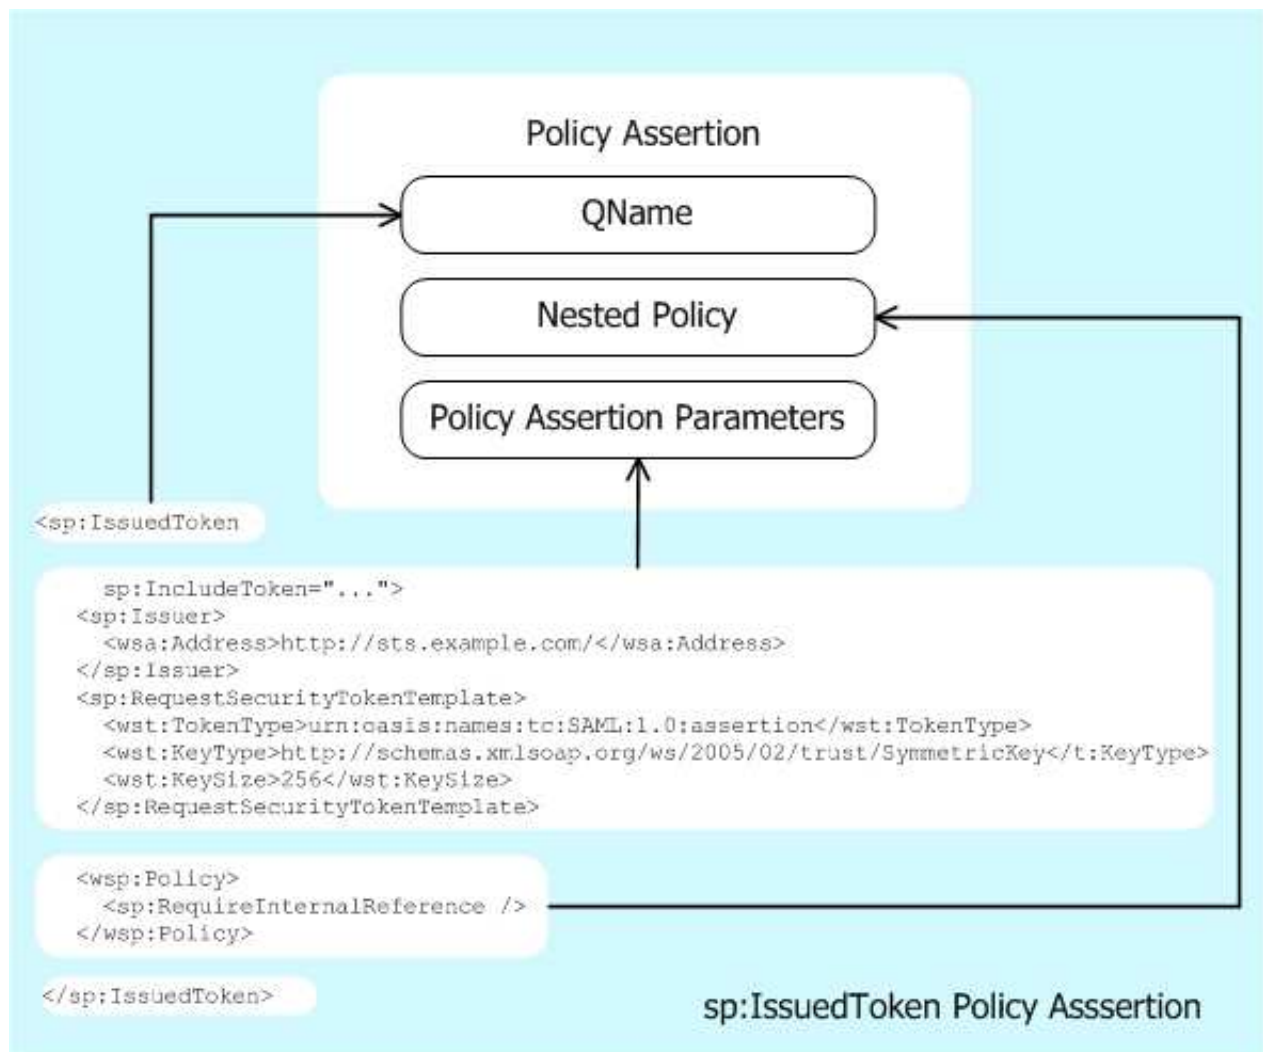 Policy Assertion
QName
Nested Policy
Policy Assertion Parameters
<sp:IssuedToken
sp:IncludeToken="...">
<sp:Issuer>
<wsa:Address>http://sts.example.com/</wsa:Address>
</sp:Issuer>
<sp:RequestSecurityTokenTemplate>
<wst:TokenType>urn:oasis:names:tc:SAML:1.0:assertion</wst:TokenType>
<wst:KeyType>http://schemas.xmlsoap.org/ws/2005/02/trust/SymmetricKey</t:KeyType>
<wst:KeySize>256</wst:KeySize>
</sp:RequestSecurityTokenTemplate>
<wsp:Policy>
<sp:RequireInternalReference />
</wsp:Policy>
</sp:IssuedToken>
sp:IssuedToken Policy Asssertion